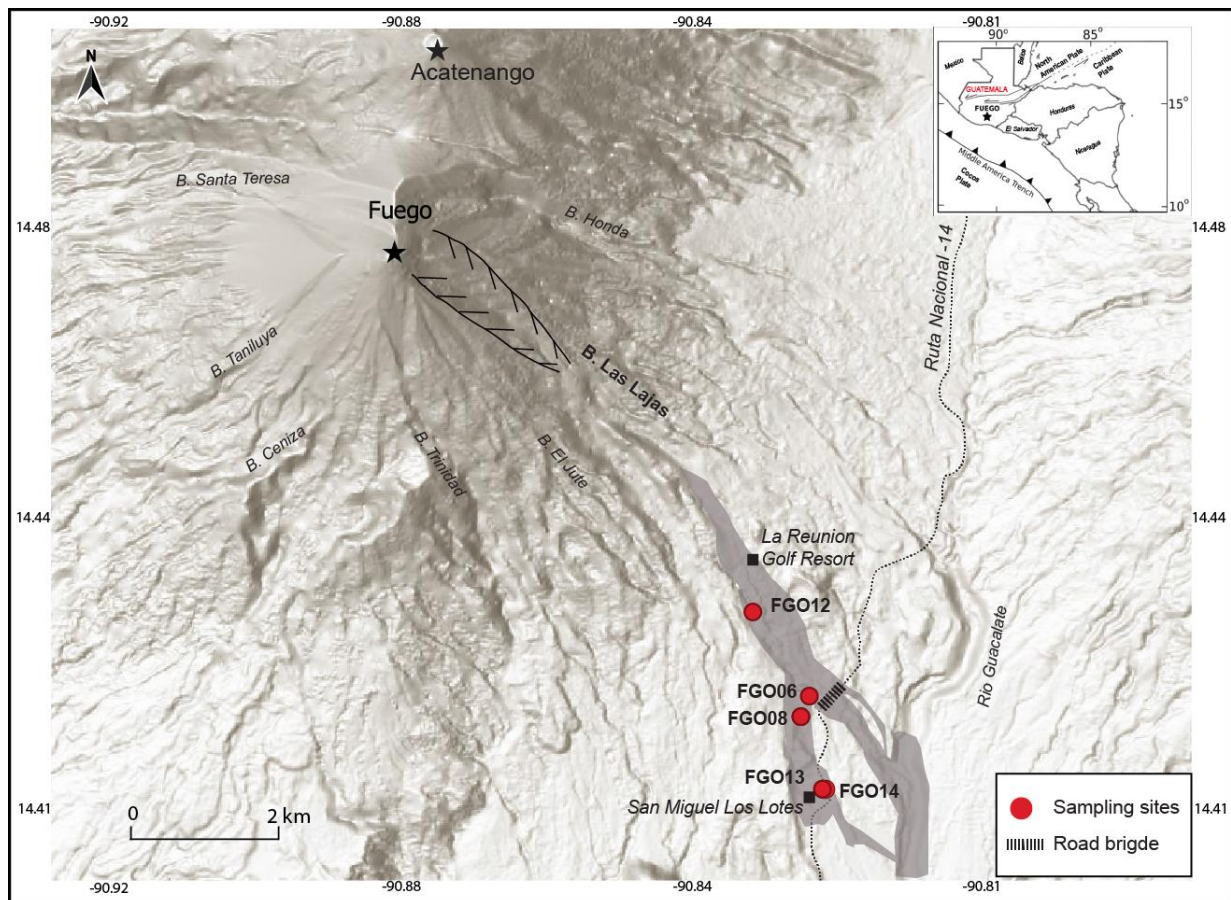 -90.92
-90.88
-90.84
-90.81
N
Acatenango
90°
85°
Mexico
Belize
North
American Plate
Caribbean
Plate
GUATEMALA
15°
FUEGO
Honduras
El Salvador
Nicaragua
Middle America Trench
Cocos
Plate
10°
B. Santa Teresa
Fuego
B. Honda
14.48
14.48
Ruta Nacional -14
B. Taniluya
B. Las Lajas
B. Ceniza
B. Trinidad
B. El Jute
14.44
14.44
La Reunion
Golf Resort
FGO12
Rio Guacalate
FGO06
FGO08
FGO13
FGO14
San Miguel Los Lotes
14.41
14.41
0
2 km
Sampling sites
Road brigde
-90.92
-90.88
-90.84
-90.81